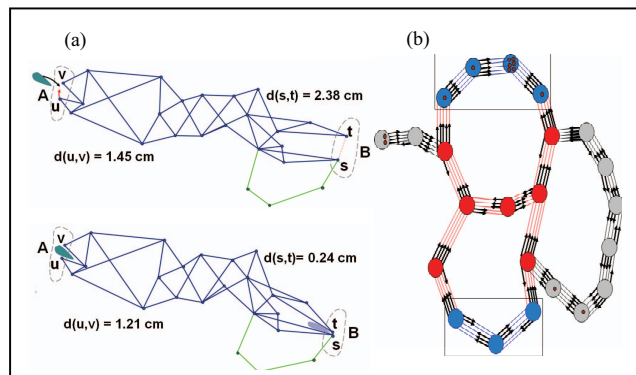 (a)
(b)
v
A
u
d(s,t) = 2.38 cm
t
B
s
d(u,v) = 1.45 cm
A
v
u
d(s,t)= 0.24 cm
t
B
s
d(u,v) = 1.21 cm